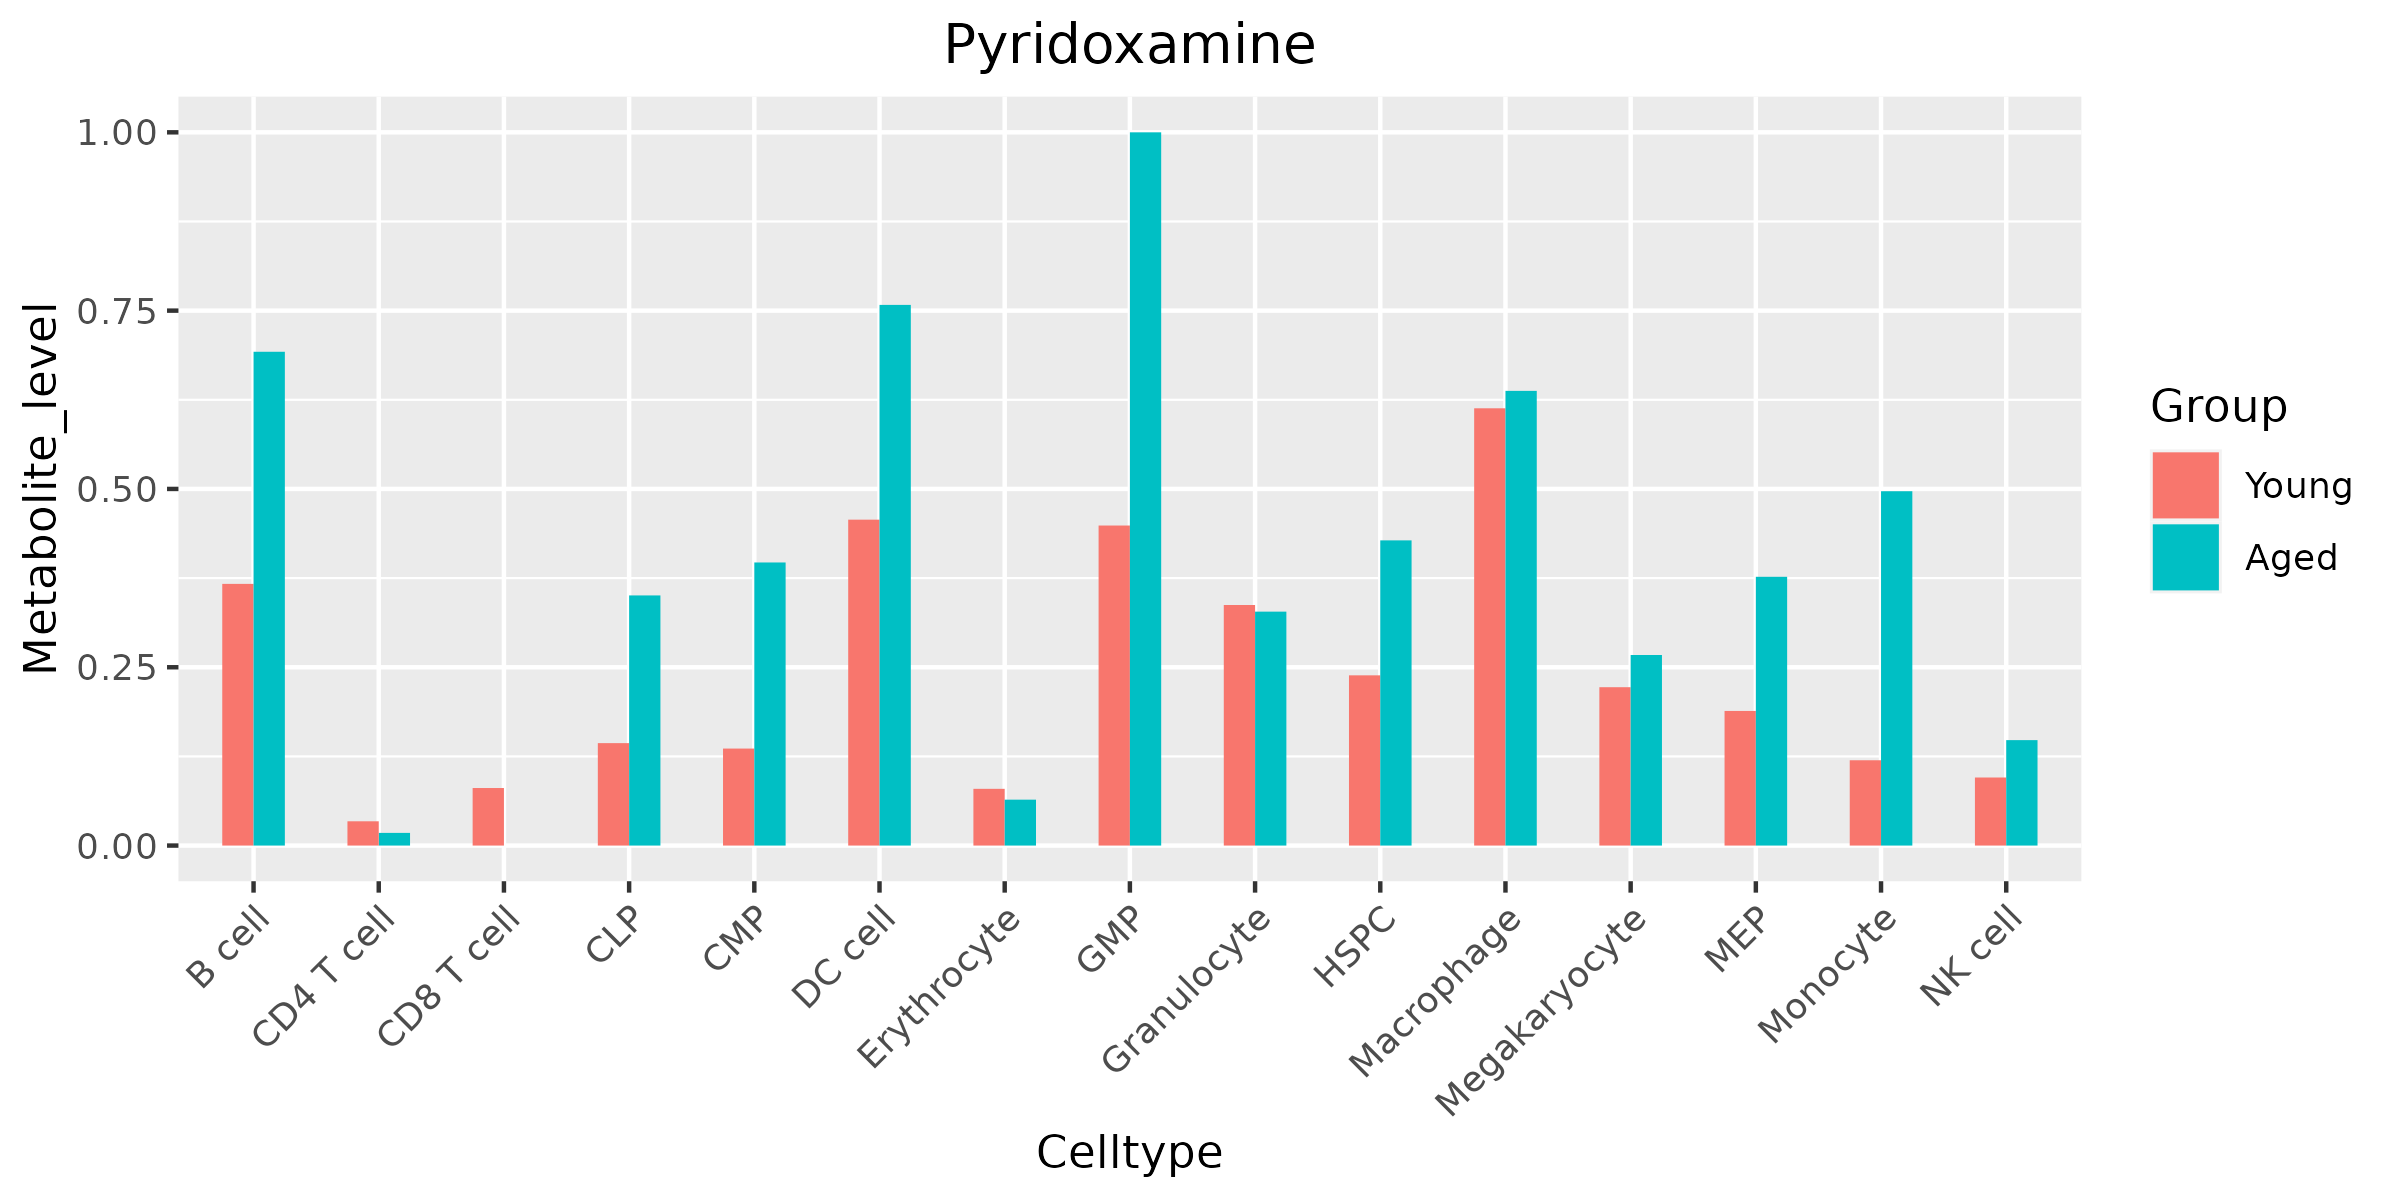 Pyridoxamine
Metabolite_level
1.00
0.75
0.50
0.25
0.00
B cell
CD4 T cell
CD8 T cell
CLP
CMP
DC cell
Erythrocyte
GMP
Granulocyte
HSPC
Macrophage
Megakaryocyte
MEP
Monocyte
NK cell
Celltype
Group
Young
Aged